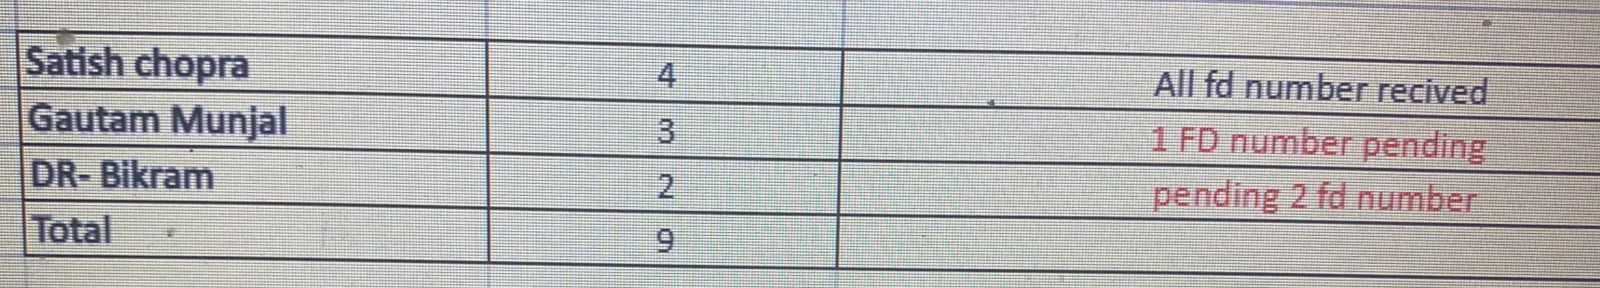 Satish chopra 4 All fd number recived
Gautam Munjal 3 1 FD number pending
DR- Bikram 2 pending 2 fd number
Total 9